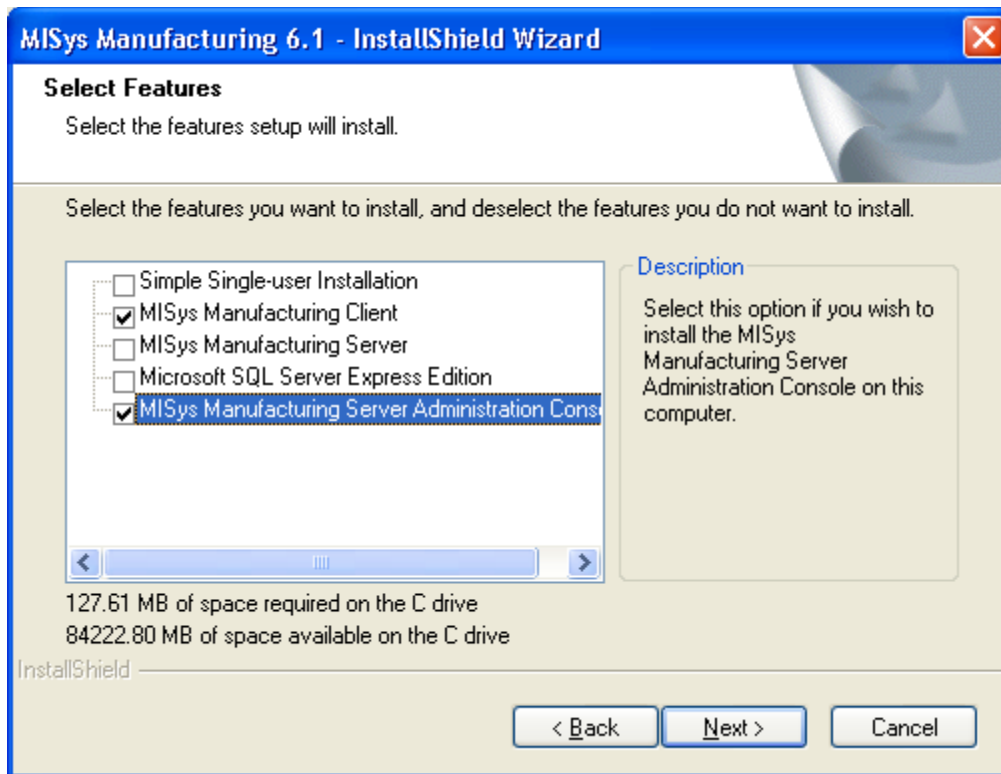 MISys Manufacturing 6.1 - InstallShield Wizard
Select Features
Select the features setup will install.
Select the features you want to install, and deselect the features you do not want to install.
Simple Single-user Installation
MISys Manufacturing Client
MISys Manufacturing Server
Microsoft SQL Server Express Edition
MISys Manufacturing Server Administration Conso
Description
Select this option if you wish to
install the MISys
Manufacturing Server
Administration Console on this
computer.
127.61 MB of space required on the C drive
84222.80 MB of space available on the C drive
InstallShield
< Back
Next >
Cancel